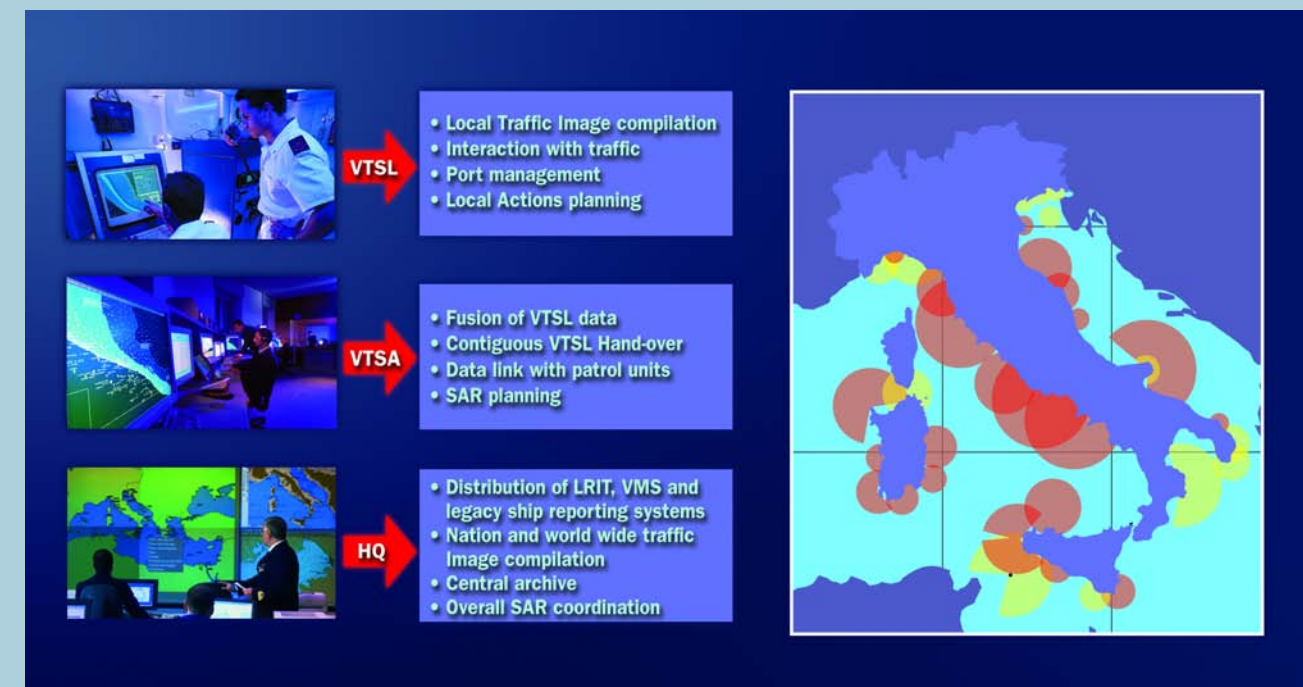 VTSL
• Local Traffic Image compilation
• Interaction with traffic
• Port management
• Local Actions planning
VTSA
• Fusion of VTSL data
• Contiguous VTSL Hand-over
• Data link with patrol units
• SAR planning
HQ
• Distribution of LRIT, VMS and
legacy ship reporting systems
• Nation and world wide traffic
Image compilation
• Central archive
• Overall SAR coordination